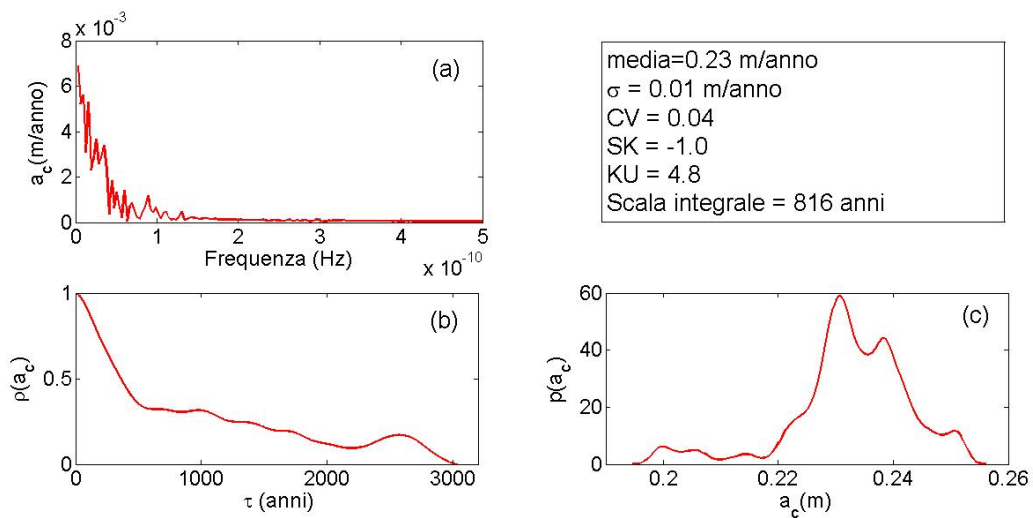 x 10⁻³
8
6
4
2
0
a_c(m/anno)
(a)
0 1 2 3 4 5
Frequenza (Hz)
x 10⁻¹⁰
media=0.23 m/anno
σ = 0.01 m/anno
CV = 0.04
SK = -1.0
KU = 4.8
Scala integrale = 816 anni
1
0.5
0
ρ(a_c)
(b)
0 1000 2000 3000
τ (anni)
60
40
20
0
p(a_c)
(c)
0.2 0.22 0.24 0.26
a_c(m)